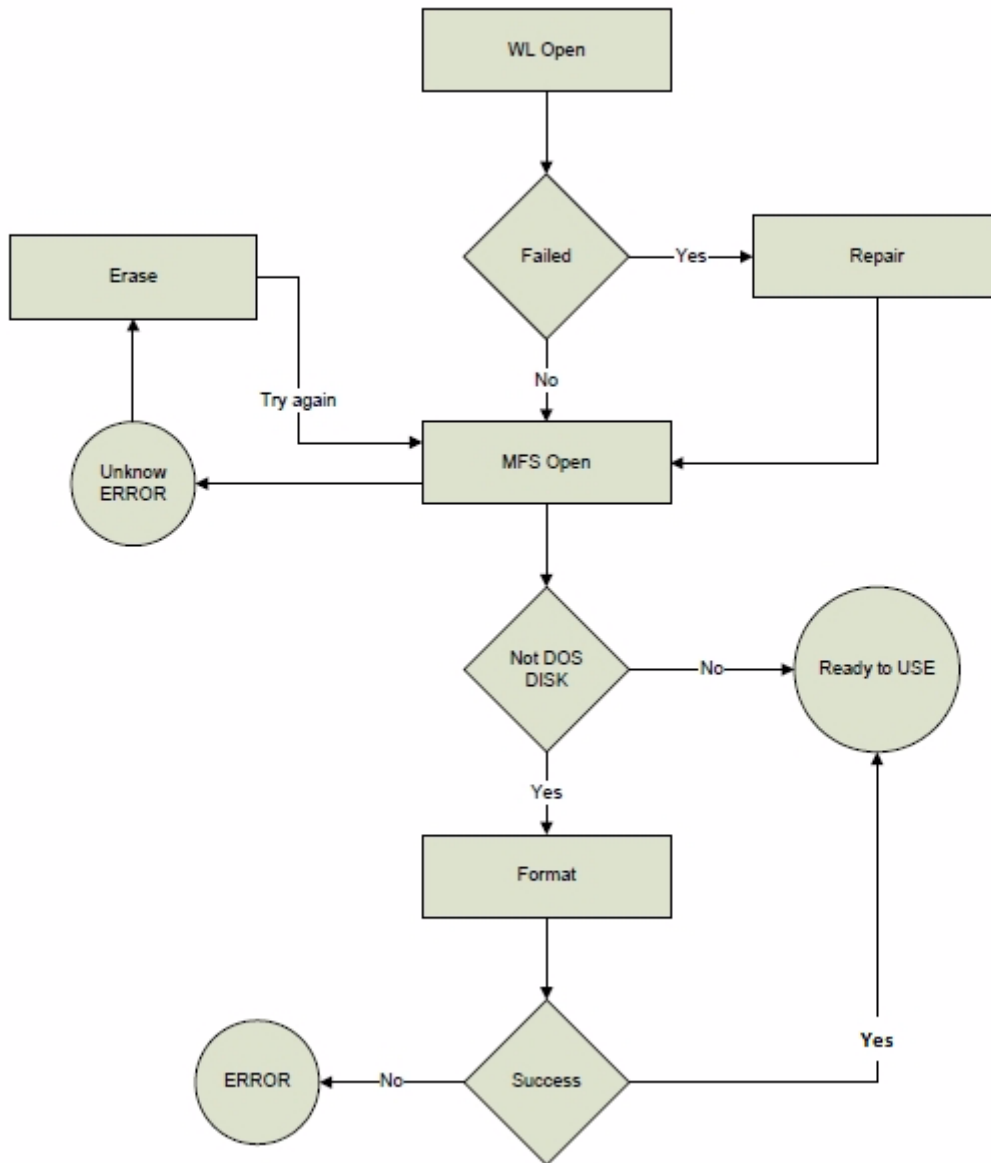 WL Open
Failed
Yes
Repair
Erase
No
Try again
MFS Open
Unknow
ERROR
Not DOS
DISK
No
Ready to USE
Yes
Format
Yes
ERROR
No
Success